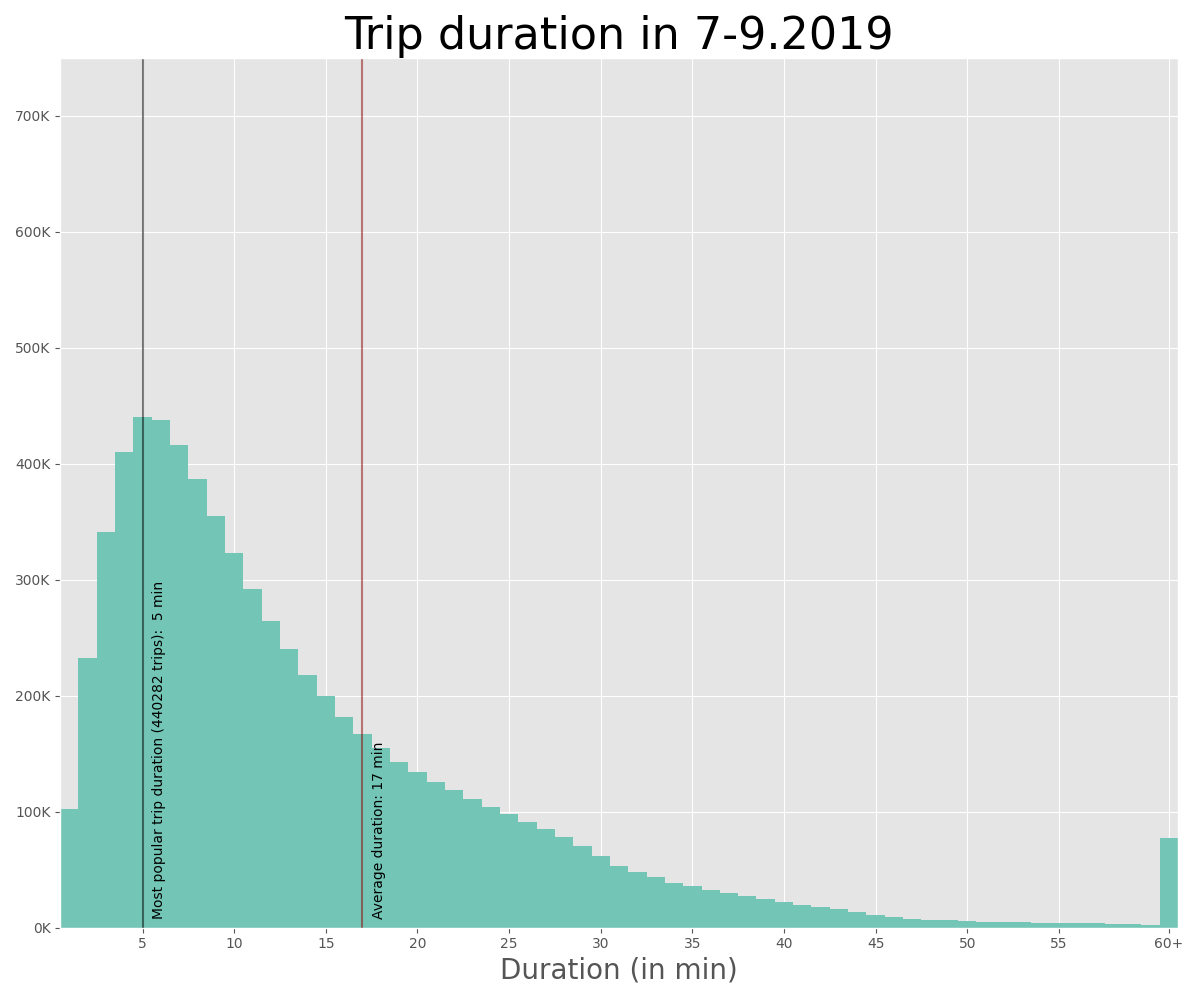 Trip duration in 7-9.2019
700K
600K
500K
400K
300K
200K
100K
0K
Most popular trip duration (440282 trips):  5 min
Average duration: 17 min
5 10 15 20 25 30 35 40 45 50 55 60+
Duration (in min)